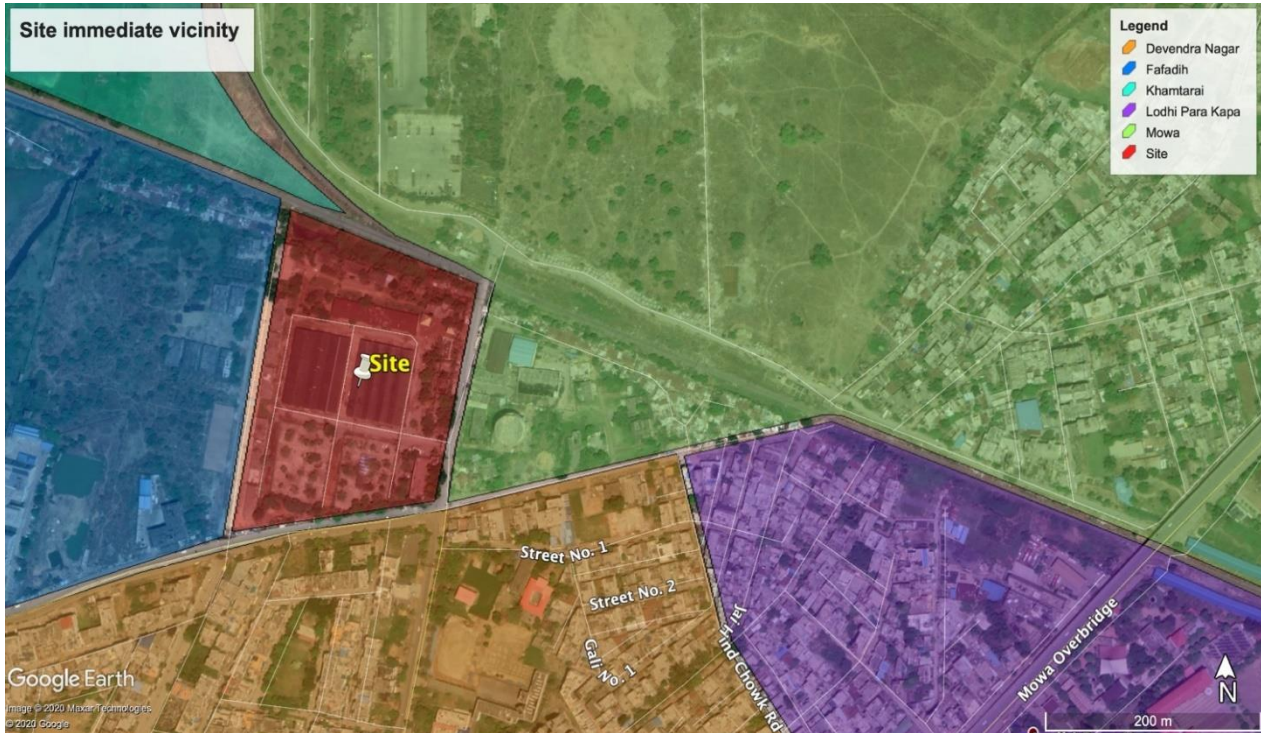 Site immediate vicinity
Legend
Devendra Nagar
Fafadih
Khamtarai
Lodhi Para Kapa
Mowa
Site
Site
Street No. 1
Street No. 2
Gali No. 1
Jai Hind Chowk Rd
Mowa Overbridge
N
200 m
Google Earth
Image © 2020 Maxar Technologies
© 2020 Google